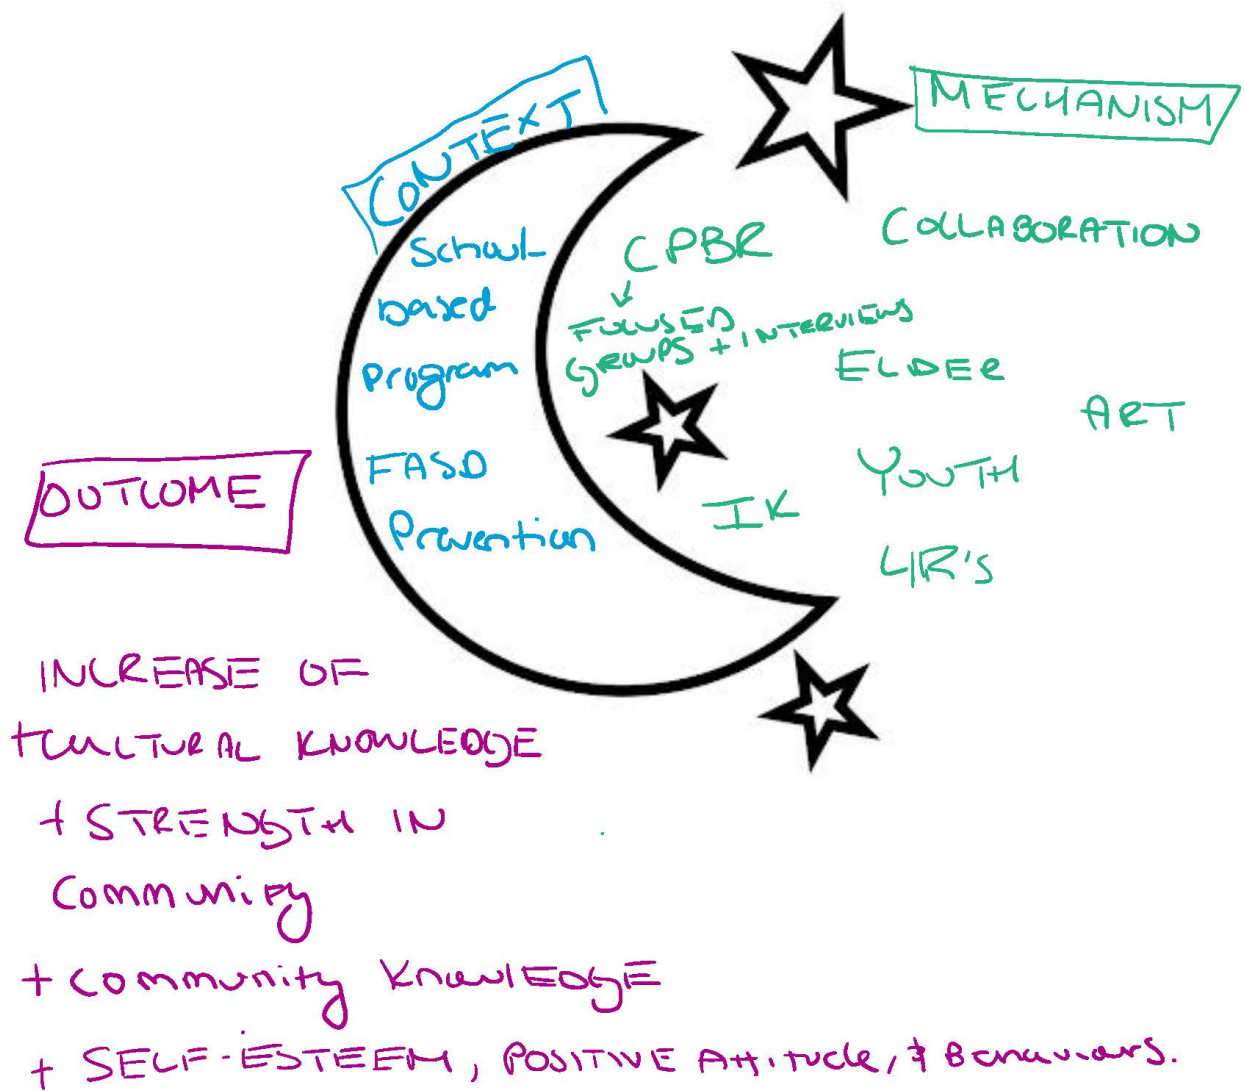 CONTEXT
School-
based
Program
FASD
Prevention
MECHANISM
COLLABORATION
CPBR
↓
FOCUSED
GROUPS + INTERVIEWS
ELDER
ART
YOUTH
IK
OUTCOME
INCREASE OF
+CULTURAL KNOWLEDGE
+ STRENGTH IN
Community
+ community KnowlEDGE
+ SELF-ESTEEM, POSITIVE Attitude, & Behaviours.